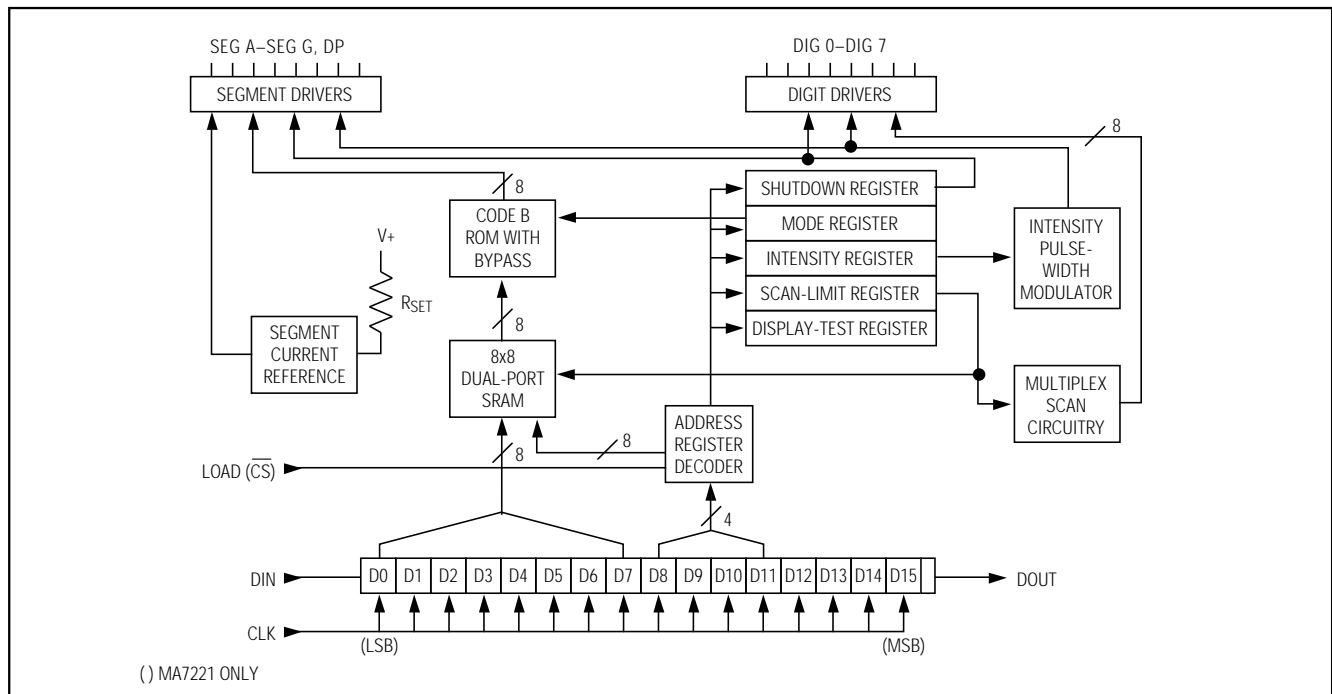 SEG A–SEG G, DP
DIG 0–DIG 7
SEGMENT DRIVERS
DIGIT DRIVERS
8
8
SHUTDOWN REGISTER
MODE REGISTER
INTENSITY REGISTER
SCAN-LIMIT REGISTER
DISPLAY-TEST REGISTER
CODE B
ROM WITH
BYPASS
INTENSITY
PULSE-
WIDTH
MODULATOR
V+
RSET
SEGMENT
CURRENT
REFERENCE
8
8x8
DUAL-PORT
SRAM
MULTIPLEX
SCAN
CIRCUITRY
ADDRESS
REGISTER
DECODER
8
8
LOAD (C̅S̅)
4
DIN
D0 D1 D2 D3 D4 D5 D6 D7 D8 D9 D10 D11 D12 D13 D14 D15
DOUT
CLK
(LSB)
(MSB)
( ) MA7221 ONLY